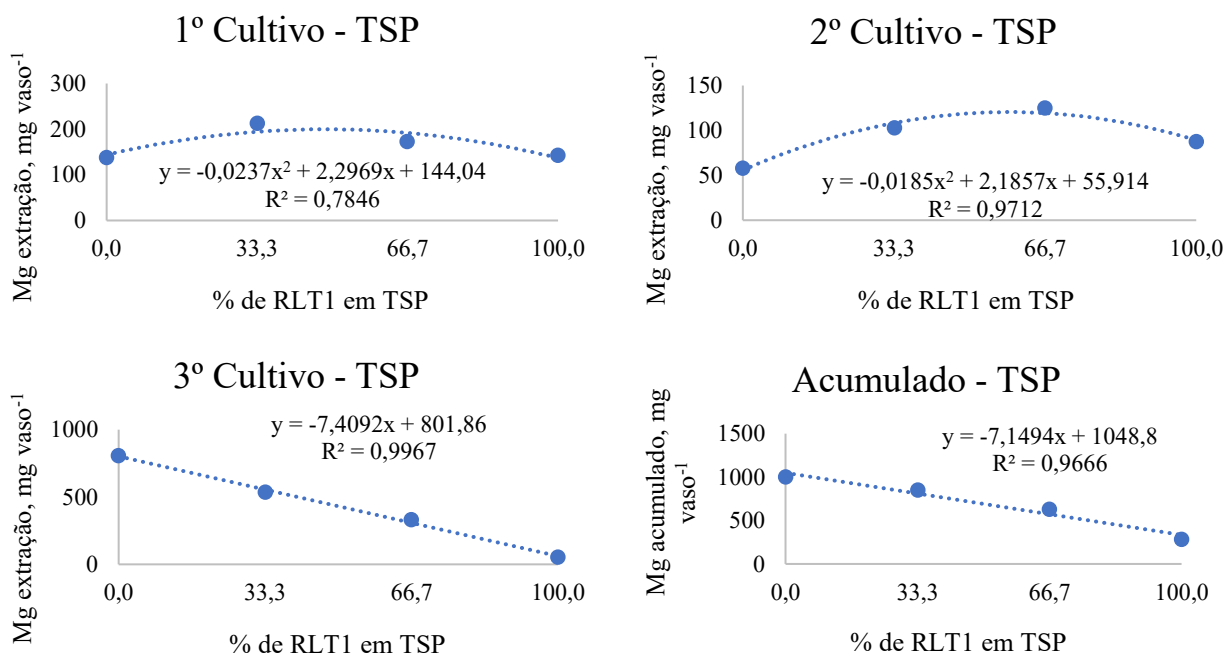 1º Cultivo - TSP
Mg extração, mg vaso⁻¹
300
200
100
0
y = -0,0237x² + 2,2969x + 144,04
R² = 0,7846
0,0 33,3 66,7 100,0
% de RLT1 em TSP
2º Cultivo - TSP
Mg extração, mg vaso⁻¹
150
100
50
0
y = -0,0185x² + 2,1857x + 55,914
R² = 0,9712
0,0 33,3 66,7 100,0
% de RLT1 em TSP
3º Cultivo - TSP
Mg extração, mg vaso⁻¹
1000
500
0
y = -7,4092x + 801,86
R² = 0,9967
0,0 33,3 66,7 100,0
% de RLT1 em TSP
Acumulado - TSP
Mg acumulado, mg
vaso⁻¹
1500
1000
500
0
y = -7,1494x + 1048,8
R² = 0,9666
0,0 33,3 66,7 100,0
% de RLT1 em TSP